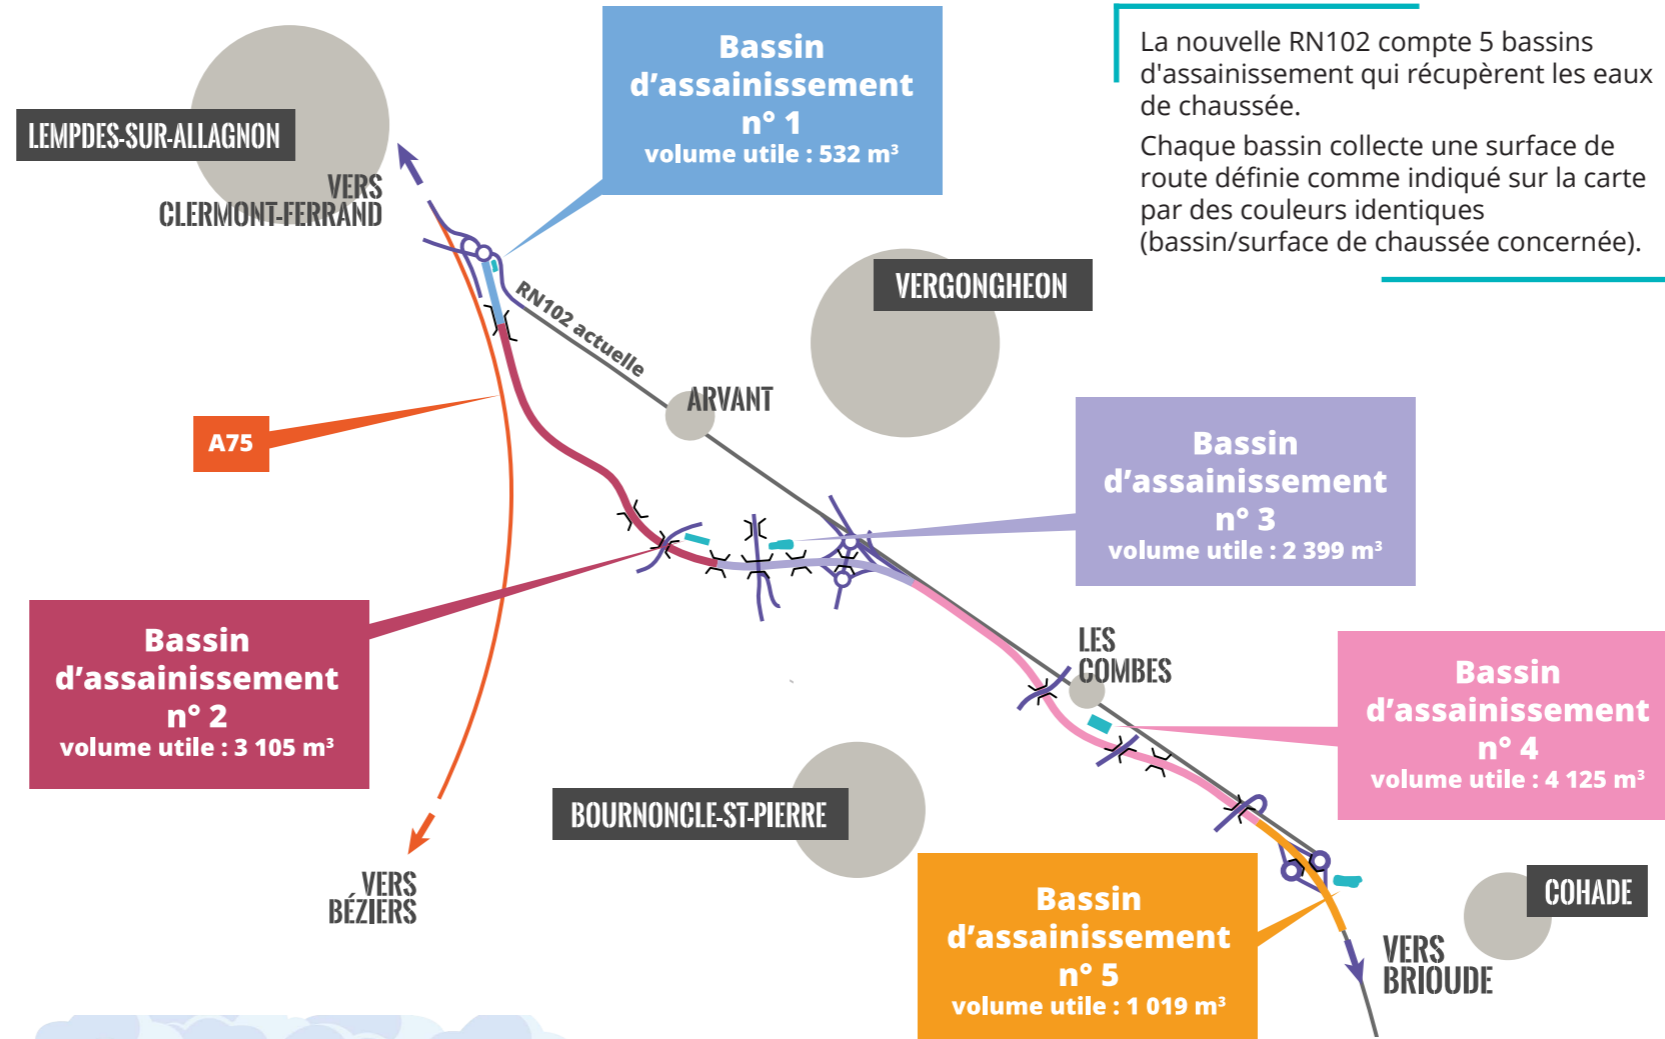 Bassin
d’assainissement
n° 1
volume utile : 532 m³
La nouvelle RN102 compte 5 bassins
d'assainissement qui récupèrent les eaux
de chaussée.
Chaque bassin collecte une surface de
route définie comme indiqué sur la carte
par des couleurs identiques
(bassin/surface de chaussée concernée).
LEMPDES-SUR-ALLAGNON
VERS
CLERMONT-FERRAND
RN102 actuelle
VERGONGHEON
ARVANT
A75
Bassin
d’assainissement
n° 3
volume utile : 2 399 m³
Bassin
d’assainissement
n° 2
volume utile : 3 105 m³
LES
COMBES
Bassin
d’assainissement
n° 4
volume utile : 4 125 m³
BOURNONCLE-ST-PIERRE
VERS
BÉZIERS
Bassin
d’assainissement
n° 5
volume utile : 1 019 m³
COHADE
VERS
BRIOUDE